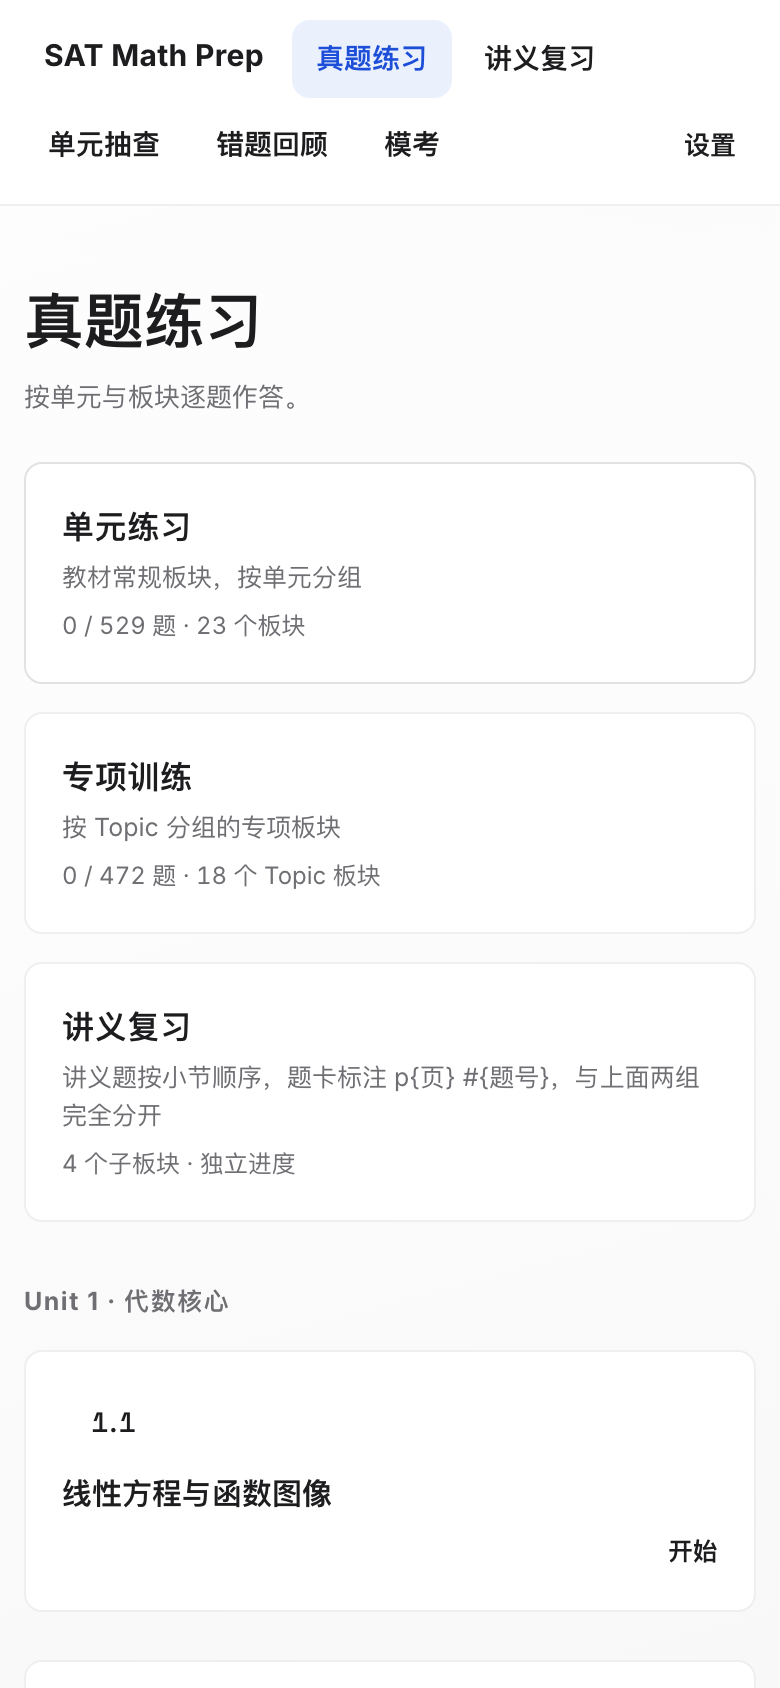 SAT Math Prep 真题练习 讲义复习
单元抽查 错题回顾 模考 设置
真题练习
按单元与板块逐题作答。
单元练习
教材常规板块，按单元分组
0 / 529 题 · 23 个板块
专项训练
按 Topic 分组的专项板块
0 / 472 题 · 18 个 Topic 板块
讲义复习
讲义题按小节顺序，题卡标注 p{页} #{题号}，与上面两组
完全分开
4 个子板块 · 独立进度
Unit 1 · 代数核心
1.1
线性方程与函数图像
开始